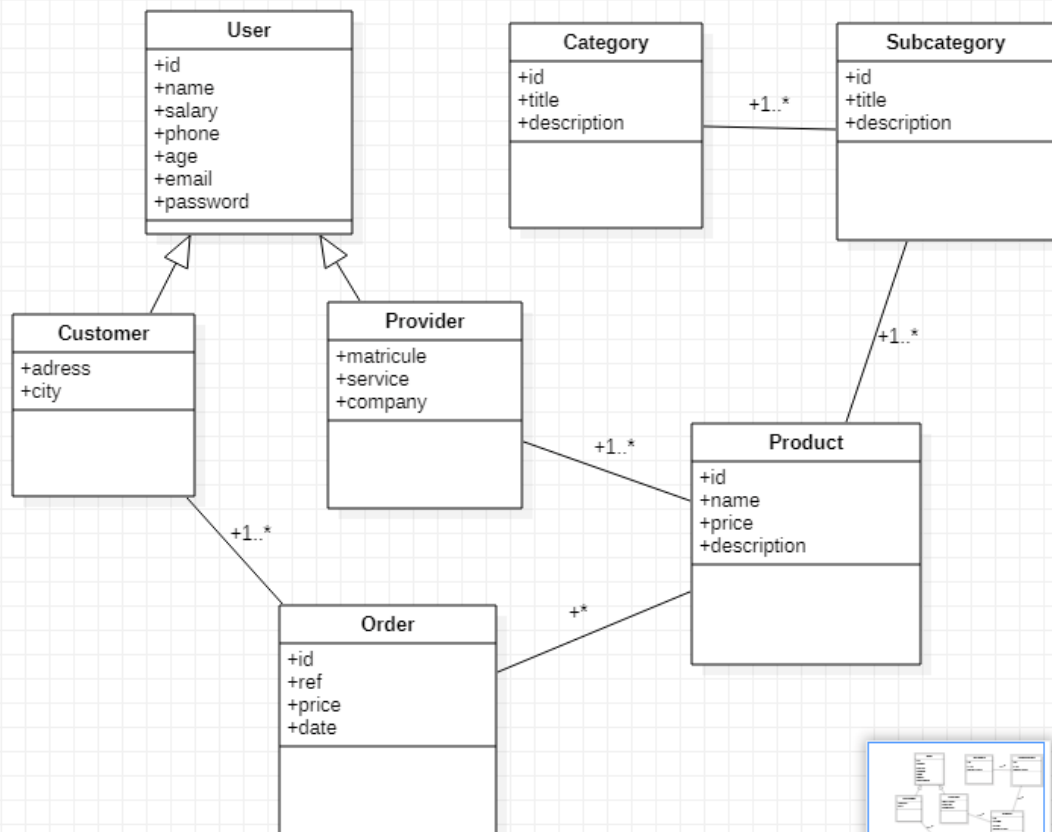 User
+id
+name
+salary
+phone
+age
+email
+password
Category
+id
+title
+description
+1..*
Subcategory
+id
+title
+description
Customer
+adress
+city
Provider
+matricule
+service
+company
+1..*
+1..*
Product
+id
+name
+price
+description
+1..*
+*
Order
+id
+ref
+price
+date